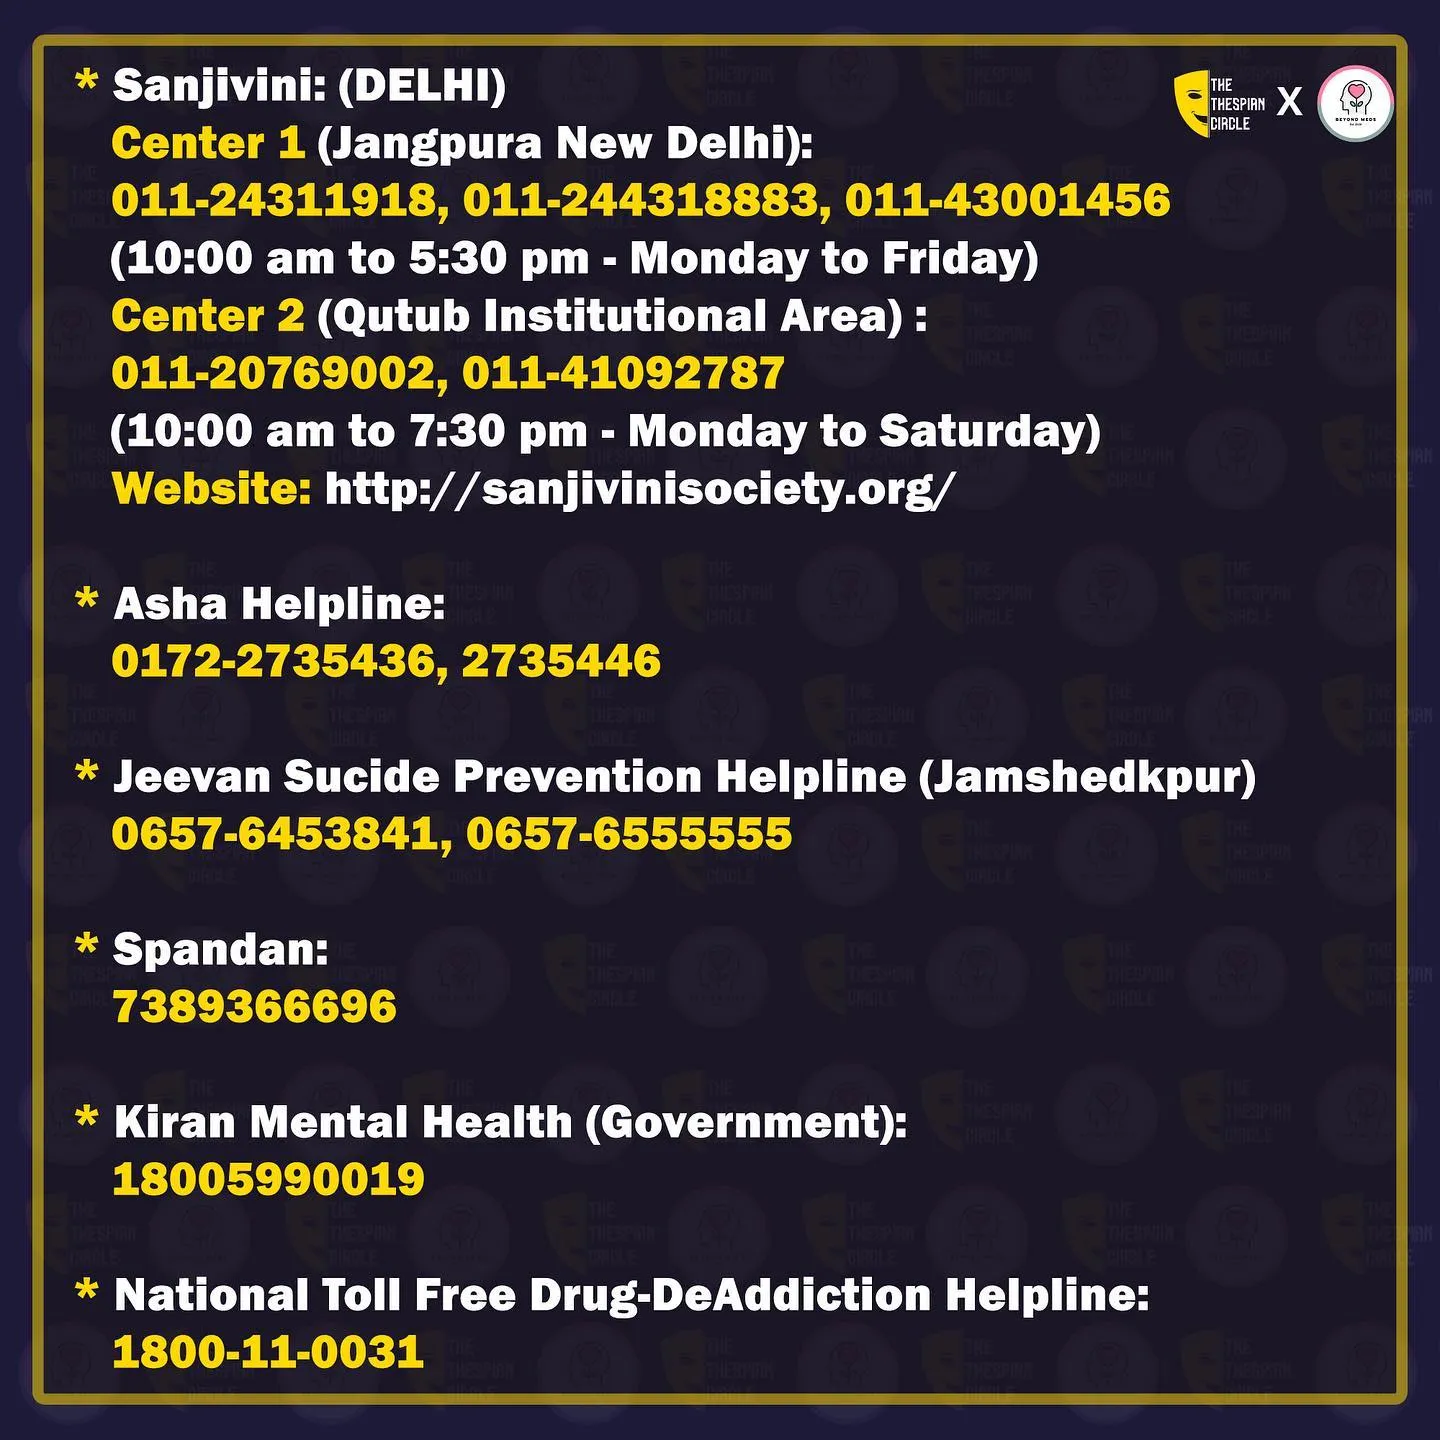 * Sanjivini: (DELHI)
Center 1 (Jangpura New Delhi):
011-24311918, 011-244318883, 011-43001456
(10:00 am to 5:30 pm - Monday to Friday)
Center 2 (Qutub Institutional Area) :
011-20769002, 011-41092787
(10:00 am to 7:30 pm - Monday to Saturday)
Website: http://sanjivinisociety.org/
* Asha Helpline:
0172-2735436, 2735446
* Jeevan Sucide Prevention Helpline (Jamshedkpur)
0657-6453841, 0657-6555555
* Spandan:
7389366696
* Kiran Mental Health (Government):
18005990019
* National Toll Free Drug-DeAddiction Helpline:
1800-11-0031
THE
THESPIAN
CIRCLE
X
BEYOND MEDS